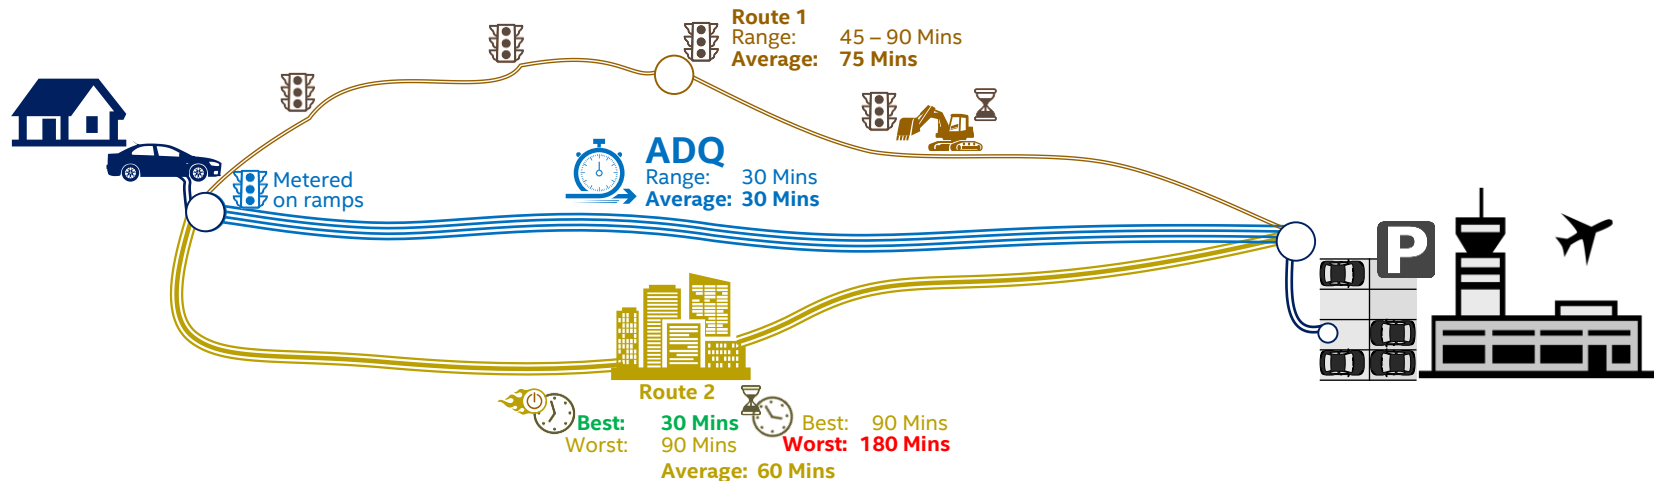 Route 1
Range: 45 – 90 Mins
Average: 75 Mins
ADQ
Range: 30 Mins
Average: 30 Mins
Metered
on ramps
P
Route 2
Best: 30 Mins
Worst: 90 Mins
Best: 90 Mins
Worst: 180 Mins
Average: 60 Mins